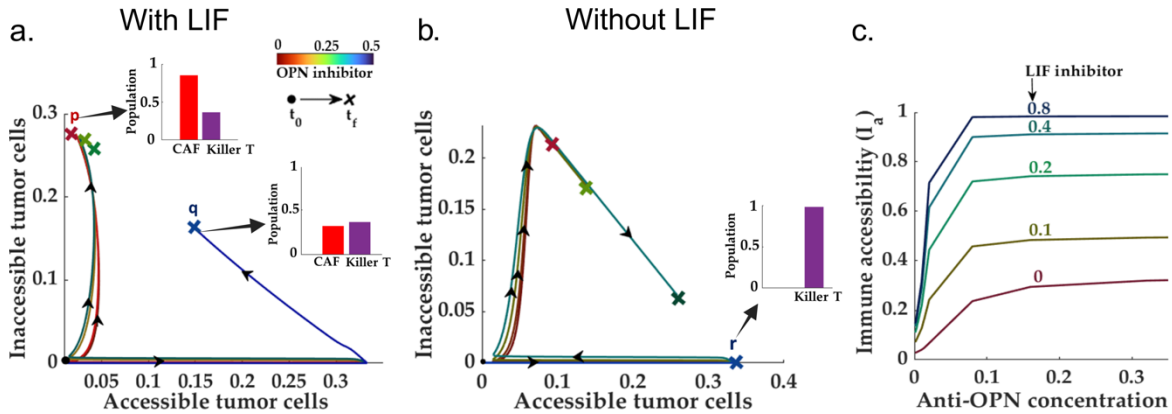 With LIF
Without LIF
a.
b.
c.
0
0.25
0.5
OPN inhibitor
t0
tf
Inaccessible tumor cells
0.3
0.2
0.1
0
0.05
0.1
0.15
0.2
0.25
0.3
Accessible tumor cells
p
Population
1
0.5
0
CAF Killer T
q
Population
1
0.5
0
CAF Killer T
Inaccessible tumor cells
0.2
0.15
0.1
0.05
0
0
0.1
0.2
0.3
0.4
Accessible tumor cells
r
Population
1
0.5
0
Killer T
Immune accessibiltiy (Ia)
1
0.8
0.6
0.4
0.2
0
0
0.1
0.2
0.3
Anti-OPN concentration
LIF inhibitor
0.8
0.4
0.2
0.1
0